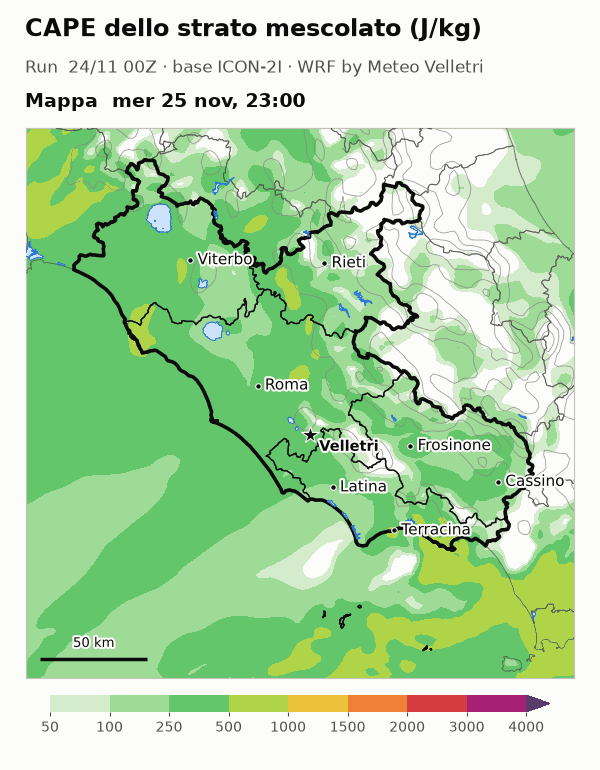 CAPE dello strato mescolato (J/kg)
Run  24/11 00Z · base ICON-2I · WRF by Meteo Velletri
Mappa  mer 25 nov, 23:00
Viterbo
Rieti
Roma
Velletri
Frosinone
Cassino
Latina
Terracina
50 km
50 100 250 500 1000 1500 2000 3000 4000